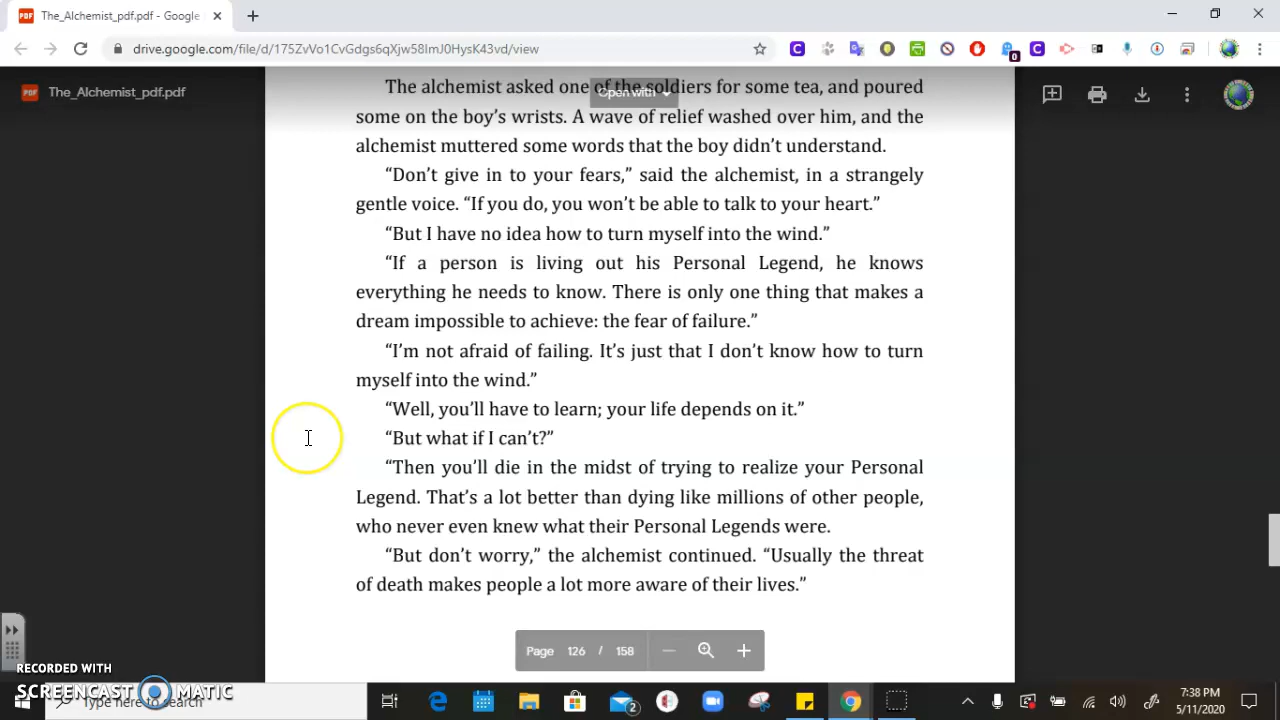 The_Alchemist_pdf.pdf - Google
drive.google.com/file/d/175ZvVo1CvGdgs6qXjw58lmJ0HysK43vd/view
0
PDF The_Alchemist_pdf.pdf
Open with
The alchemist asked one of the soldiers for some tea, and poured
some on the boy’s wrists. A wave of relief washed over him, and the
alchemist muttered some words that the boy didn’t understand.
“Don’t give in to your fears,” said the alchemist, in a strangely
gentle voice. “If you do, you won’t be able to talk to your heart.”
“But I have no idea how to turn myself into the wind.”
“If a person is living out his Personal Legend, he knows
everything he needs to know. There is only one thing that makes a
dream impossible to achieve: the fear of failure.”
“I’m not afraid of failing. It’s just that I don’t know how to turn
myself into the wind.”
“Well, you’ll have to learn; your life depends on it.”
“But what if I can’t?”
“Then you’ll die in the midst of trying to realize your Personal
Legend. That’s a lot better than dying like millions of other people,
who never even knew what their Personal Legends were.
“But don’t worry,” the alchemist continued. “Usually the threat
of death makes people a lot more aware of their lives.”
Page 126 / 158
RECORDED WITH
SCREENCAST MATIC
Type here to search
2
7:38 PM
5/11/2020